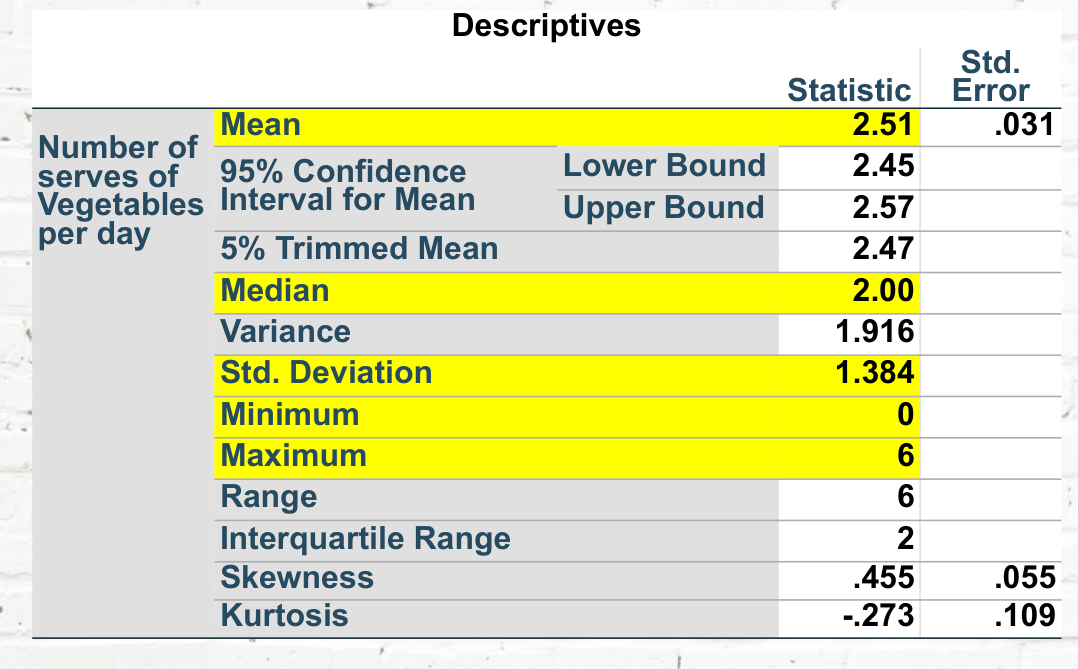 Descriptives
Statistic Std. Error
Number of serves of Vegetables per day
Mean 2.51 .031
95% Confidence Interval for Mean Lower Bound 2.45
Upper Bound 2.57
5% Trimmed Mean 2.47
Median 2.00
Variance 1.916
Std. Deviation 1.384
Minimum 0
Maximum 6
Range 6
Interquartile Range 2
Skewness .455 .055
Kurtosis -.273 .109